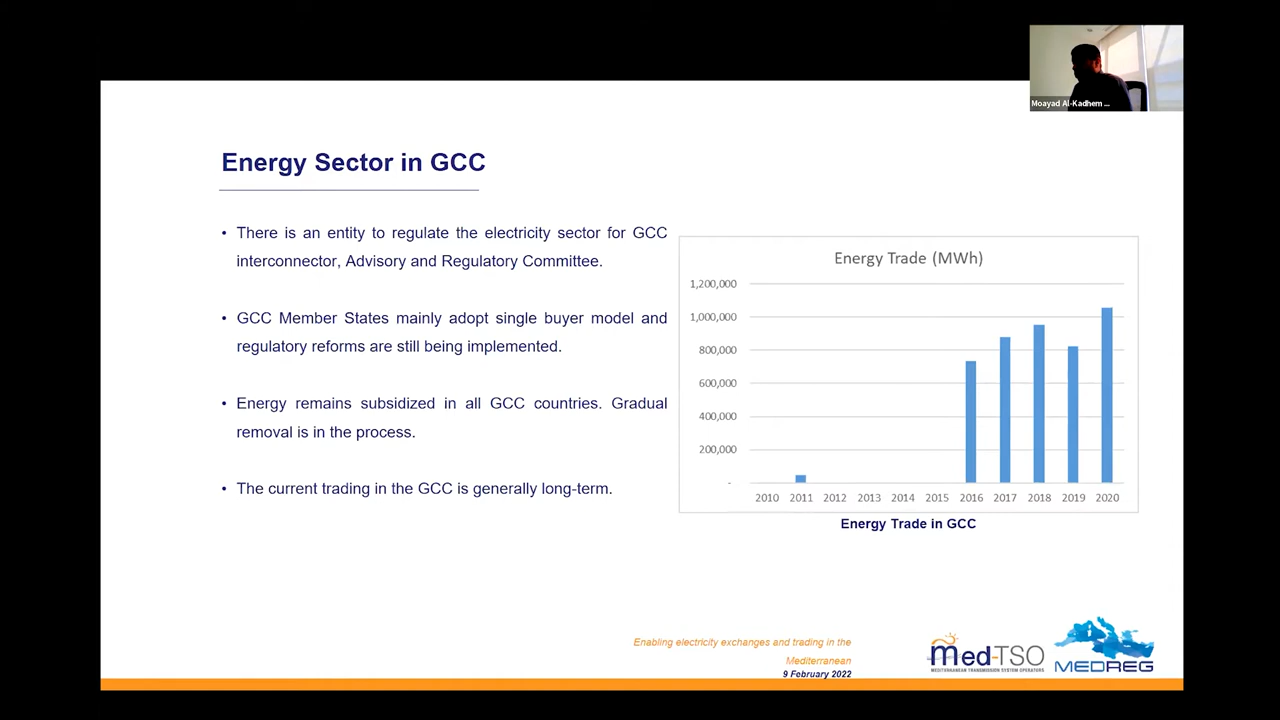 Moayad Al-Kadhem ...
Energy Sector in GCC
• There is an entity to regulate the electricity sector for GCC
interconnector, Advisory and Regulatory Committee.
• GCC Member States mainly adopt single buyer model and
regulatory reforms are still being implemented.
• Energy remains subsidized in all GCC countries. Gradual
removal is in the process.
• The current trading in the GCC is generally long-term.
Energy Trade (MWh)
1,200,000
1,000,000
800,000
600,000
400,000
200,000
-
2010 2011 2012 2013 2014 2015 2016 2017 2018 2019 2020
Energy Trade in GCC
Enabling electricity exchanges and trading in the
Mediterranean
9 February 2022
Med-TSO
MEDITERRANEAN TRANSMISSION SYSTEM OPERATORS
MEDREG